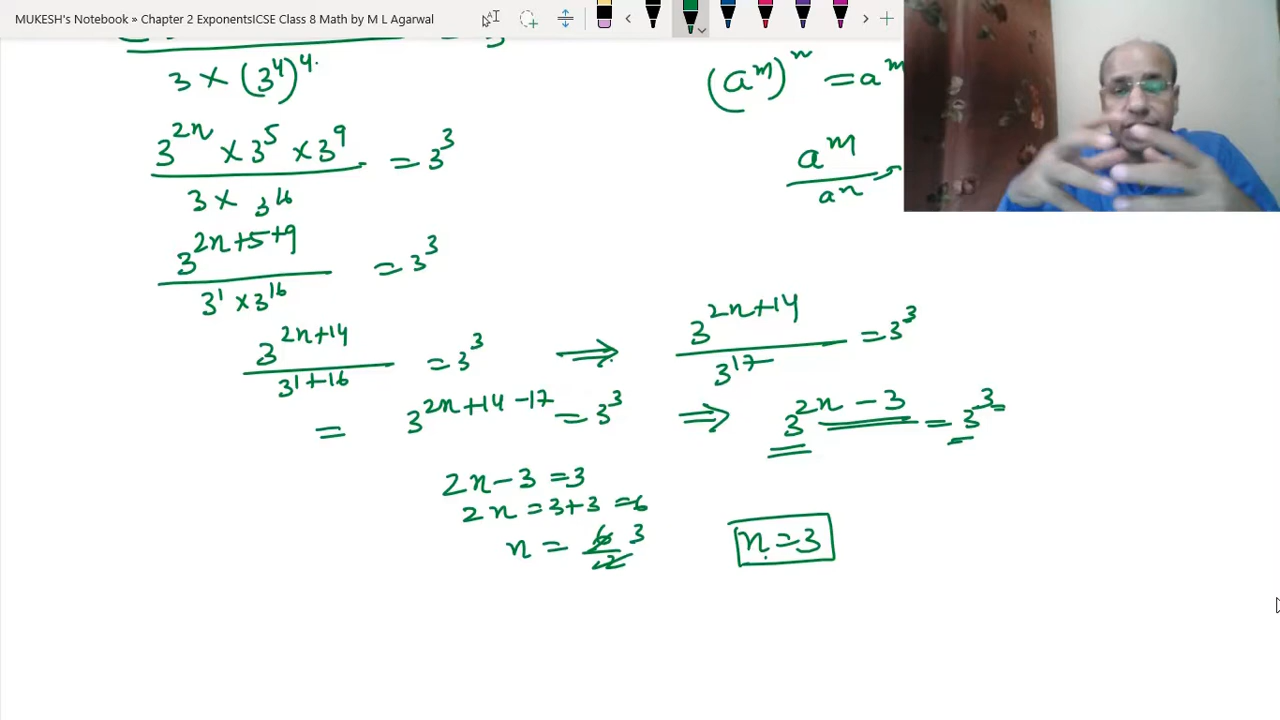 MUKESH's Notebook » Chapter 2 ExponentsICSE Class 8 Math by M L Agarwal
3 × (3⁴)⁴
(aᵐ)ⁿ = aᵐ
3²ⁿ × 3⁵ × 3⁹ / 3 × 3¹⁶ = 3³
aᵐ / aⁿ
3²ⁿ⁺⁵⁺⁹ / 3¹ × 3¹⁶ = 3³
3²ⁿ⁺¹⁴ / 3¹⁺¹⁶ = 3³ ⇒ 3²ⁿ⁺¹⁴ / 3¹⁷ = 3³
= 3²ⁿ⁺¹⁴⁻¹⁷ = 3³ ⇒ 3²ⁿ⁻³ = 3³
2n - 3 = 3
2n = 3+3 = 6
n = 6/2 3
n = 3